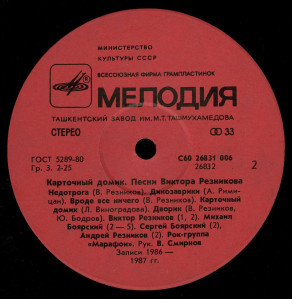 МИНИСТЕРСТВО
КУЛЬТУРЫ СССР
ВСЕСОЮЗНАЯ ФИРМА ГРАМПЛАСТИНОК
МЕЛОДИЯ
ТАШКЕНТСКИЙ ЗАВОД ИМ. М.Т. ТАШМУХАМЕДОВА
СТЕРЕО 33
ГОСТ 5289-80 С60 26831 006
Гр. 3. 2-25 26832 2
Карточный домик. Песни Виктора Резникова
Недотрога (В. Резников). Динозаврики (А. Римицан).
Вроде все ничего (В. Резников). Карточный
домик (Л. Виноградова). Дворик (В. Резников,
Ю. Бодров). Виктор Резников (1, 2). Михаил
Боярский (2 — 5). Сергей Боярский (2),
Андрей Резников (2). Рок-группа
«Марафон». Рук. В. Смирнов
Записи 1986 —
1987 гг.